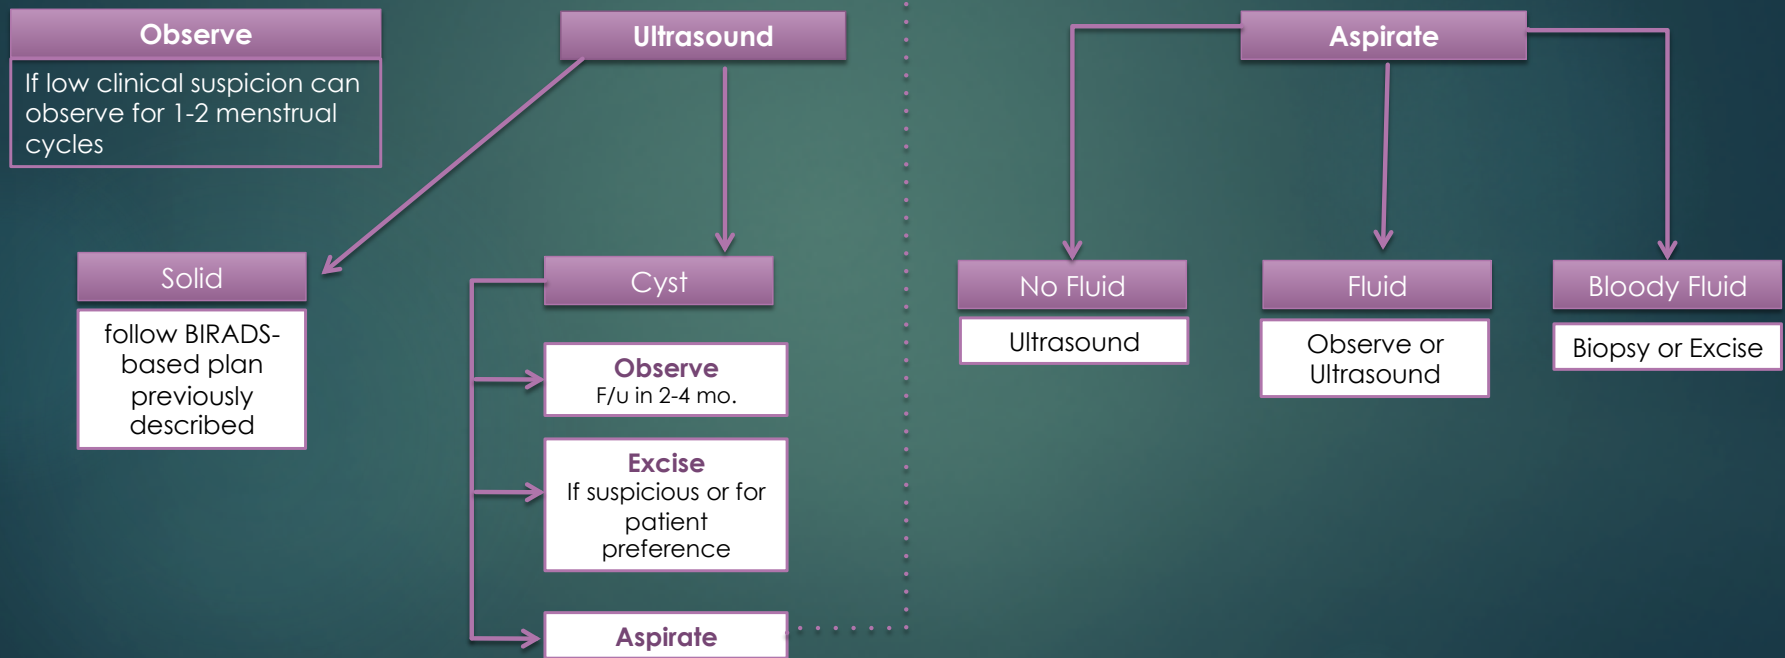 Observe
If low clinical suspicion can
observe for 1-2 menstrual
cycles
Ultrasound
Solid
follow BIRADS-
based plan
previously
described
Cyst
Observe
F/u in 2-4 mo.
Excise
If suspicious or for
patient
preference
Aspirate
Aspirate
No Fluid
Ultrasound
Fluid
Observe or
Ultrasound
Bloody Fluid
Biopsy or Excise